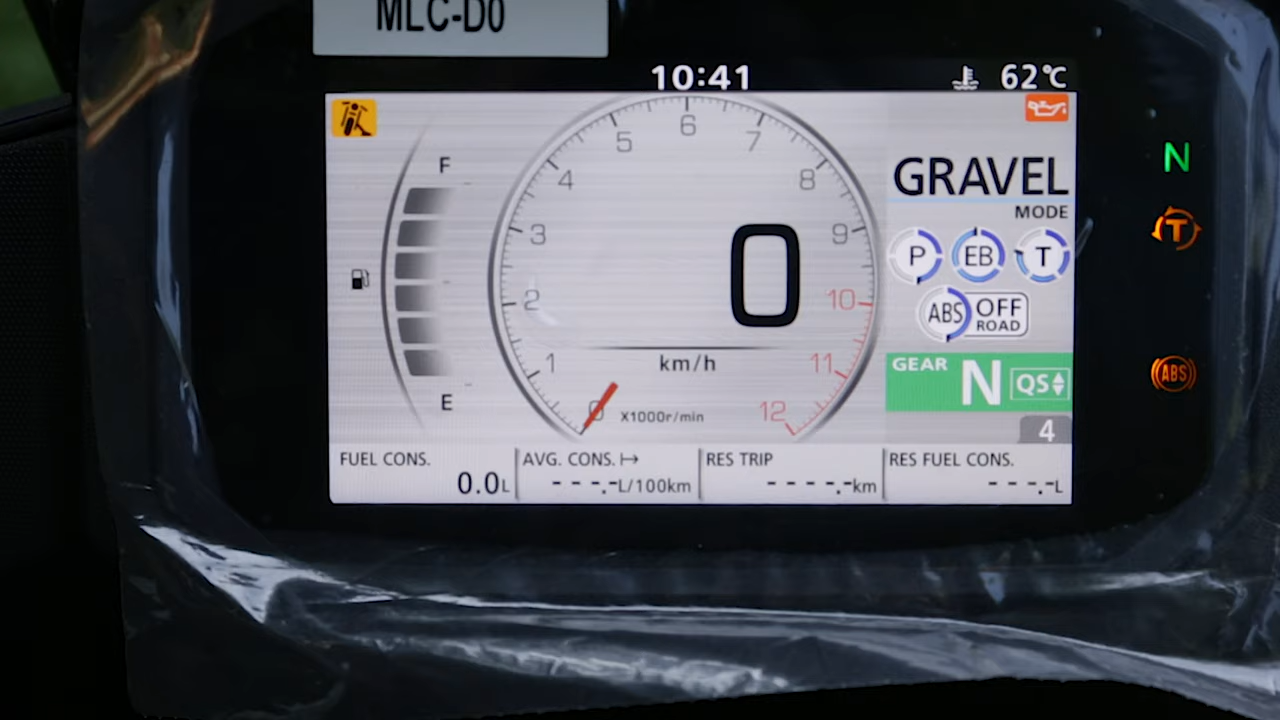 MLC-D0
10:41
62℃
F
E
0
1
2
3
4
5
6
7
8
9
10
11
12
0
km/h
X1000r/min
GRAVEL
MODE
P EB T
ABS OFF
ROAD
GEAR
N QS
4
N
T
ABS
FUEL CONS.
0.0L
AVG. CONS.↦
---.-L/100km
RES TRIP
----.-km
RES FUEL CONS.
---.-L